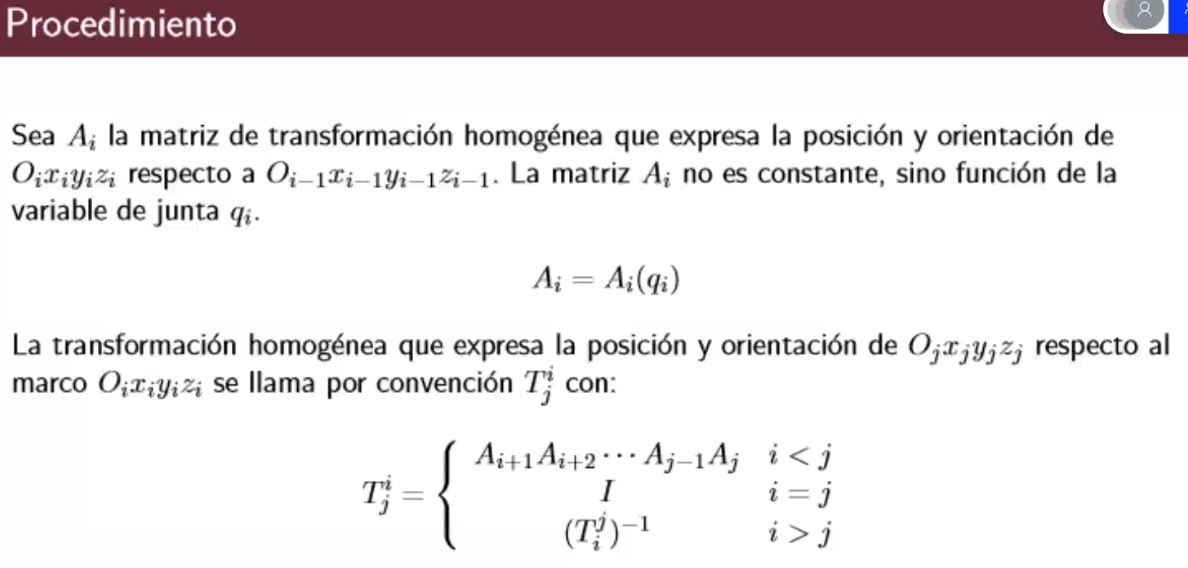 Procedimiento
Sea $A_i$ la matriz de transformación homogénea que expresa la posición y orientación de
$O_i x_i y_i z_i$ respecto a $O_{i-1} x_{i-1} y_{i-1} z_{i-1}$. La matriz $A_i$ no es constante, sino función de la
variable de junta $q_i$.
$A_i = A_i(q_i)$
La transformación homogénea que expresa la posición y orientación de $O_j x_j y_j z_j$ respecto al
marco $O_i x_i y_i z_i$ se llama por convención $T_j^i$ con:
$T_j^i = \begin{cases} A_{i+1} A_{i+2} \cdots A_{j-1} A_j & i < j \\ I & i = j \\ (T_i^j)^{-1} & i > j \end{cases}$